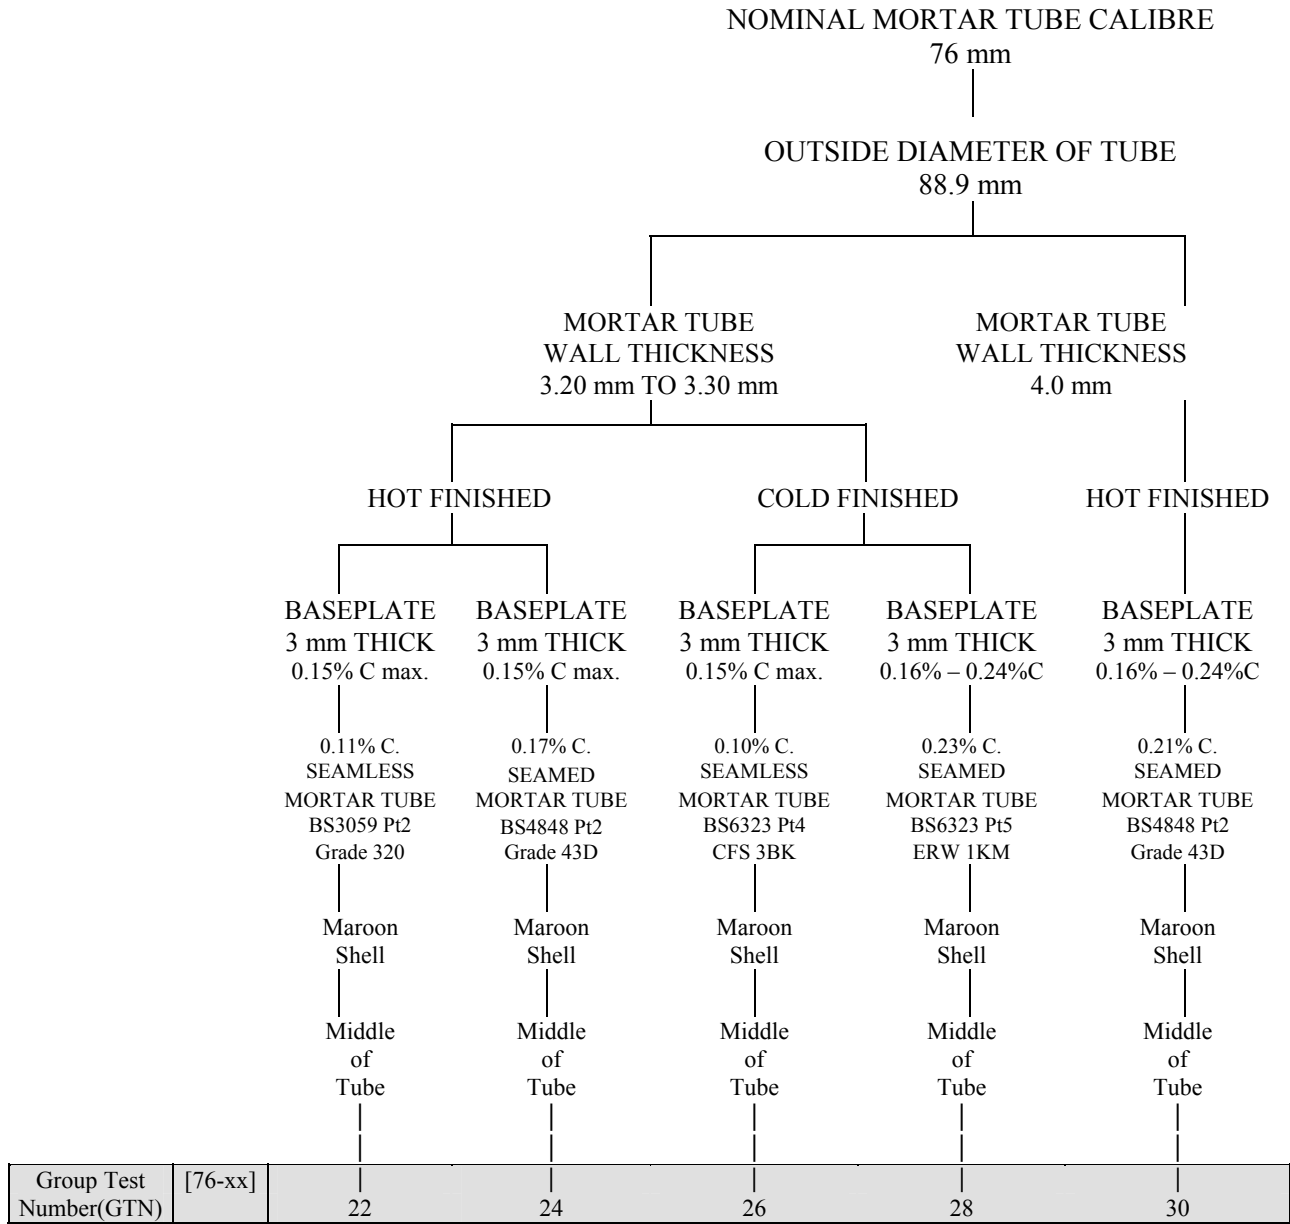 NOMINAL MORTAR TUBE CALIBRE
76 mm
OUTSIDE DIAMETER OF TUBE
88.9 mm
MORTAR TUBE
WALL THICKNESS
3.20 mm TO 3.30 mm
MORTAR TUBE
WALL THICKNESS
4.0 mm
HOT FINISHED
COLD FINISHED
HOT FINISHED
BASEPLATE
3 mm THICK
0.15% C max.
BASEPLATE
3 mm THICK
0.15% C max.
BASEPLATE
3 mm THICK
0.15% C max.
BASEPLATE
3 mm THICK
0.16% – 0.24%C
BASEPLATE
3 mm THICK
0.16% – 0.24%C
0.11% C.
SEAMLESS
MORTAR TUBE
BS3059 Pt2
Grade 320
0.17% C.
SEAMED
MORTAR TUBE
BS4848 Pt2
Grade 43D
0.10% C.
SEAMLESS
MORTAR TUBE
BS6323 Pt4
CFS 3BK
0.23% C.
SEAMED
MORTAR TUBE
BS6323 Pt5
ERW 1KM
0.21% C.
SEAMED
MORTAR TUBE
BS4848 Pt2
Grade 43D
Maroon
Shell
Maroon
Shell
Maroon
Shell
Maroon
Shell
Maroon
Shell
Middle
of
Tube
Middle
of
Tube
Middle
of
Tube
Middle
of
Tube
Middle
of
Tube
Group Test
Number(GTN)
[76-xx]
22
24
26
28
30